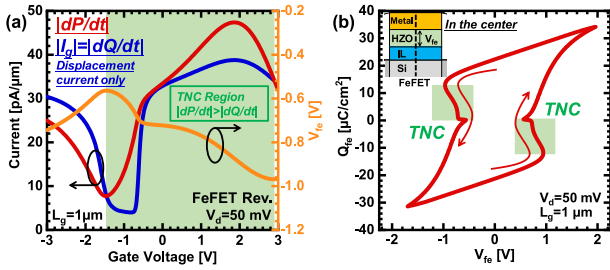 (a)
|dP/dt|
|Ig|=|dQ/dt|
Displacement
current only
TNC Region
|dP/dt|>|dQ/dt|
FeFET Rev.
Vd=50 mV
Lg=1μm
Current [pA/μm]
50
40
30
20
10
0
-3 -2 -1 0 1 2 3
Gate Voltage [V]
-0.2
-0.4
-0.6
-0.8
-1.0
-1.2
Vfe [V]
(b)
Metal
HZO
Vfe
IL
Si
FeFET
In the center
TNC
TNC
Vd=50 mV
Lg=1 μm
Qfe [μC/cm²]
40
30
20
10
0
-10
-20
-30
-40
-2 -1 0 1 2
Vfe [V]